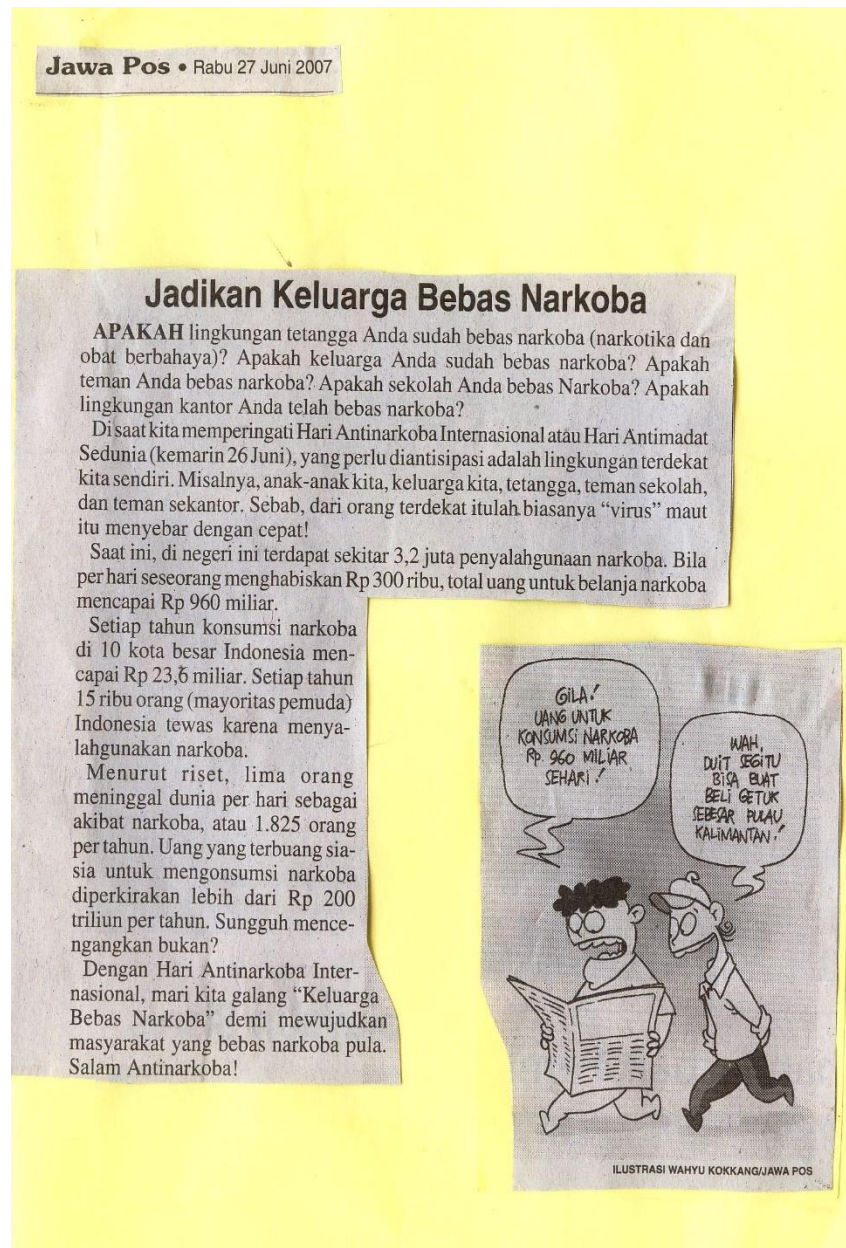 Jawa Pos • Rabu 27 Juni 2007
Jadikan Keluarga Bebas Narkoba
APAKAH lingkungan tetangga Anda sudah bebas narkoba (narkotika dan
obat berbahaya)? Apakah keluarga Anda sudah bebas narkoba? Apakah
teman Anda bebas narkoba? Apakah sekolah Anda bebas Narkoba? Apakah
lingkungan kantor Anda telah bebas narkoba?
Di saat kita memperingati Hari Antinarkoba Internasional atau Hari Antimadat
Sedunia (kemarin 26 Juni), yang perlu diantisipasi adalah lingkungan terdekat
kita sendiri. Misalnya, anak-anak kita, keluarga kita, tetangga, teman sekolah,
dan teman sekantor. Sebab, dari orang terdekat itulah biasanya “virus” maut
itu menyebar dengan cepat!
Saat ini, di negeri ini terdapat sekitar 3,2 juta penyalahgunaan narkoba. Bila
per hari seseorang menghabiskan Rp 300 ribu, total uang untuk belanja narkoba
mencapai Rp 960 miliar.
Setiap tahun konsumsi narkoba
di 10 kota besar Indonesia men-
capai Rp 23,6 miliar. Setiap tahun
15 ribu orang (mayoritas pemuda)
Indonesia tewas karena menya-
lahgunakan narkoba.
Menurut riset, lima orang
meninggal dunia per hari sebagai
akibat narkoba, atau 1.825 orang
per tahun. Uang yang terbuang sia-
sia untuk mengonsumsi narkoba
diperkirakan lebih dari Rp 200
triliun per tahun. Sungguh mence-
ngangkan bukan?
Dengan Hari Antinarkoba Inter-
nasional, mari kita galang “Keluarga
Bebas Narkoba” demi mewujudkan
masyarakat yang bebas narkoba pula.
Salam Antinarkoba!
GILA!
UANG UNTUK
KONSUMSI NARKOBA
Rp. 960 MILIAR
SEHARI!
WAH,
DUIT SEGITU
BISA BUAT
BELI GETUK
SEBESAR PULAU
KALIMANTAN!
ILUSTRASI WAHYU KOKKANG/JAWA POS